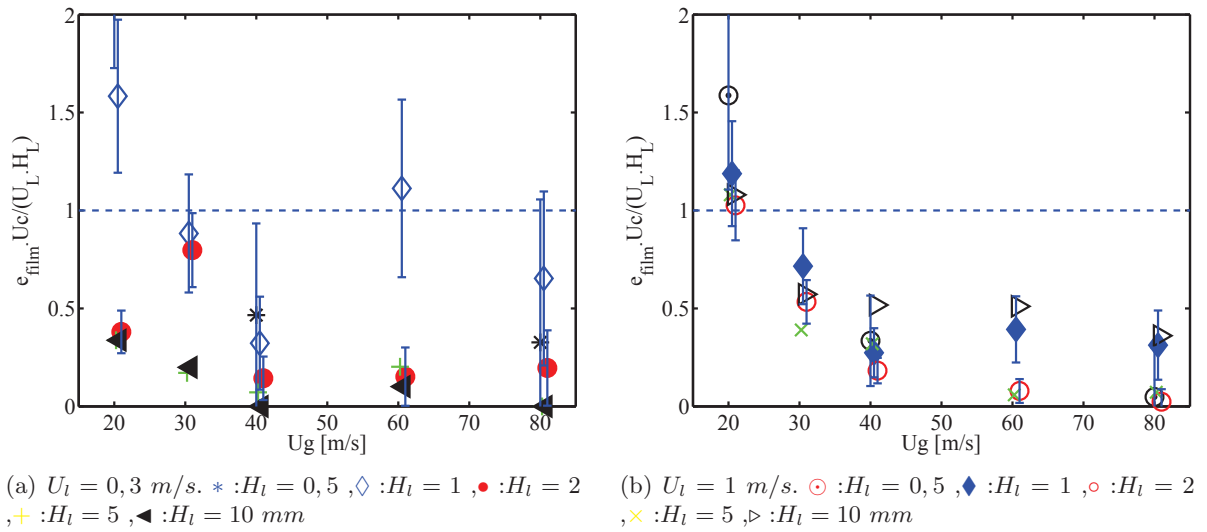 2
1.5
1
0.5
0
e_film.Uc/(U_L.H_L)
20 30 40 50 60 70 80
Ug [m/s]
2
1.5
1
0.5
0
e_film.Uc/(U_L.H_L)
20 30 40 50 60 70 80
Ug [m/s]
(a) U_l = 0, 3 m/s. * :H_l = 0, 5 ,◇ :H_l = 1 ,● :H_l = 2
,+ :H_l = 5 ,◀ :H_l = 10 mm
(b) U_l = 1 m/s. ⊙ :H_l = 0, 5 ,◆ :H_l = 1 ,○ :H_l = 2
,× :H_l = 5 ,▷ :H_l = 10 mm